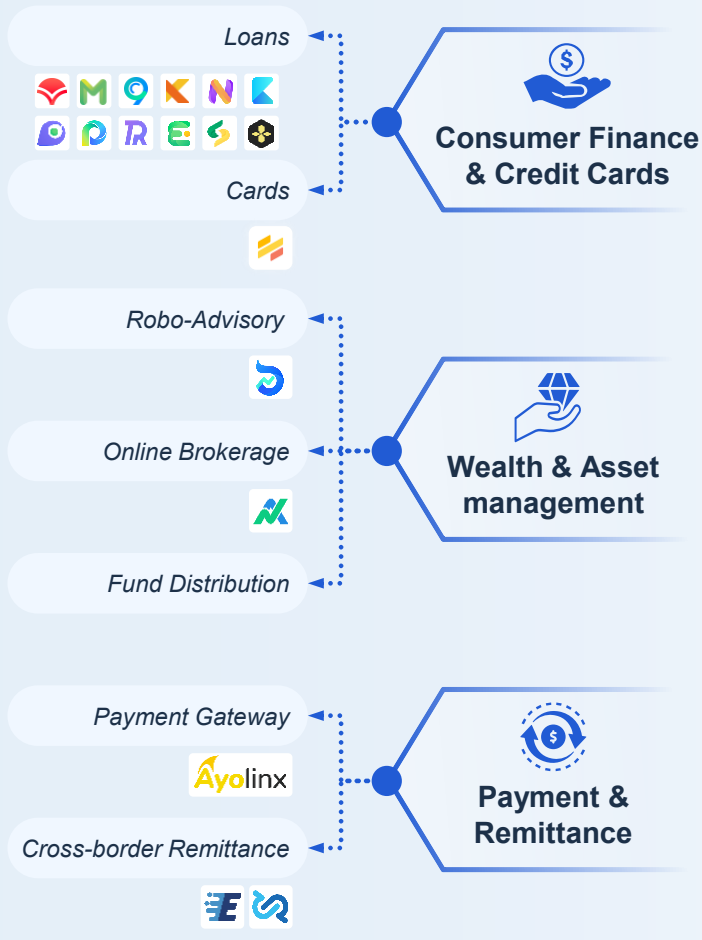 Loans
Cards
Consumer Finance
& Credit Cards
Robo-Advisory
Online Brokerage
Fund Distribution
Wealth & Asset
management
Payment Gateway
Ayolinx
Cross-border Remittance
Payment &
Remittance